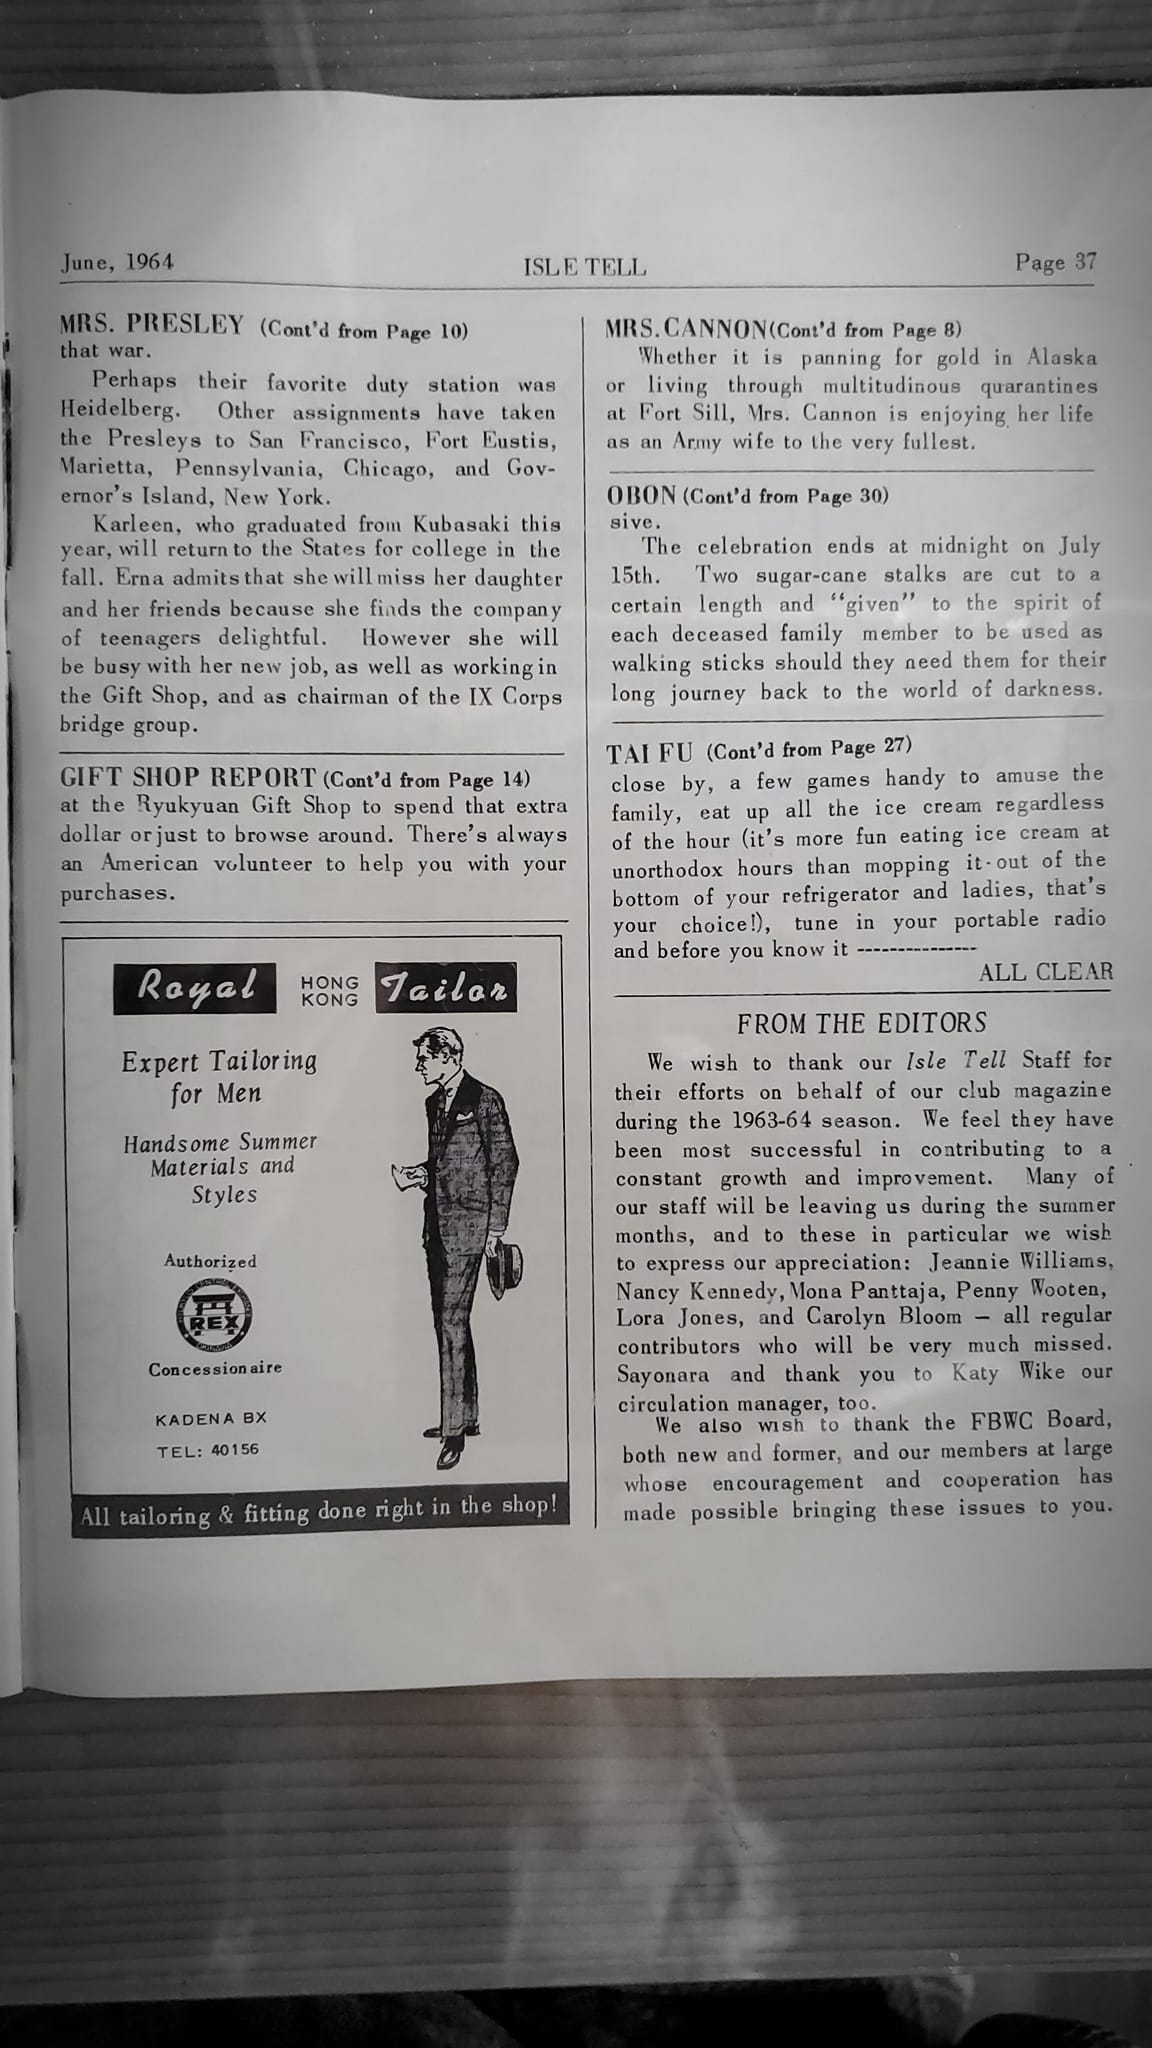 June, 1964
ISLE TELL
Page 37
MRS. PRESLEY (Cont'd from Page 10)
that war.
Perhaps their favorite duty station was
Heidelberg. Other assignments have taken
the Presleys to San Francisco, Fort Eustis,
Marietta, Pennsylvania, Chicago, and Gov-
ernor's Island, New York.
Karleen, who graduated from Kubasaki this
year, will return to the States for college in the
fall. Erna admits that she will miss her daughter
and her friends because she finds the company
of teenagers delightful. However she will
be busy with her new job, as well as working in
the Gift Shop, and as chairman of the IX Corps
bridge group.
GIFT SHOP REPORT (Cont'd from Page 14)
at the Ryukyuan Gift Shop to spend that extra
dollar or just to browse around. There's always
an American volunteer to help you with your
purchases.
Royal HONG KONG Tailor
Expert Tailoring
for Men
Handsome Summer
Materials and
Styles
Authorized
REX
Concessionaire
KADENA BX
TEL: 40156
All tailoring & fitting done right in the shop!
MRS. CANNON (Cont'd from Page 8)
Whether it is panning for gold in Alaska
or living through multitudinous quarantines
at Fort Sill, Mrs. Cannon is enjoying her life
as an Army wife to the very fullest.
OBON (Cont'd from Page 30)
sive.
The celebration ends at midnight on July
15th. Two sugar-cane stalks are cut to a
certain length and "given" to the spirit of
each deceased family member to be used as
walking sticks should they need them for their
long journey back to the world of darkness.
TAI FU (Cont'd from Page 27)
close by, a few games handy to amuse the
family, eat up all the ice cream regardless
of the hour (it's more fun eating ice cream at
unorthodox hours than mopping it out of the
bottom of your refrigerator and ladies, that's
your choice!), tune in your portable radio
and before you know it ---------------
ALL CLEAR
FROM THE EDITORS
We wish to thank our Isle Tell Staff for
their efforts on behalf of our club magazine
during the 1963-64 season. We feel they have
been most successful in contributing to a
constant growth and improvement. Many of
our staff will be leaving us during the summer
months, and to these in particular we wish
to express our appreciation: Jeannie Williams,
Nancy Kennedy, Mona Panttaja, Penny Wooten,
Lora Jones, and Carolyn Bloom — all regular
contributors who will be very much missed.
Sayonara and thank you to Katy Wike our
circulation manager, too.
We also wish to thank the FBWC Board,
both new and former, and our members at large
whose encouragement and cooperation has
made possible bringing these issues to you.